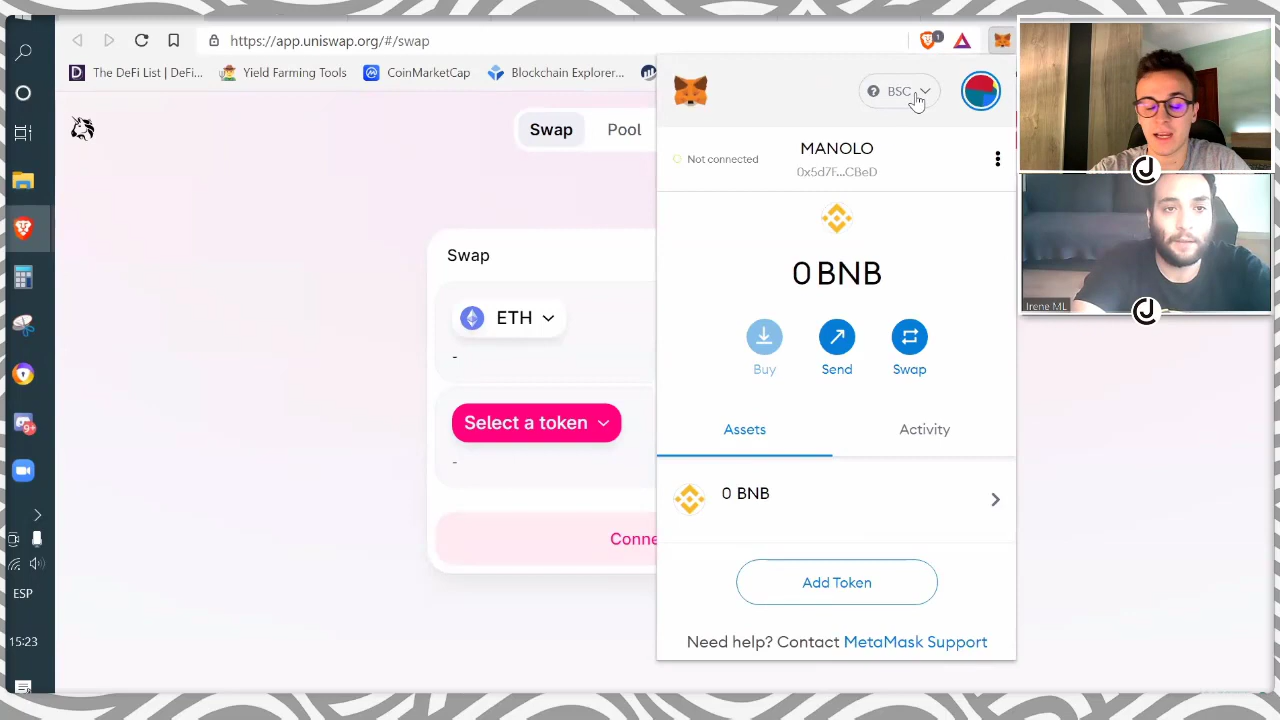 https://app.uniswap.org/#/swap
1
The DeFi List | DeFi...
Yield Farming Tools
CoinMarketCap
Blockchain Explorer...
BSC
Swap
Pool
Not connected
MANOLO
0x5d7F...CBeD
Swap
0 BNB
ETH
-
Buy
Send
Swap
Select a token
-
Assets
Activity
0 BNB
Conne
Add Token
Need help? Contact MetaMask Support
Irene ML
9+
ESP
15:23